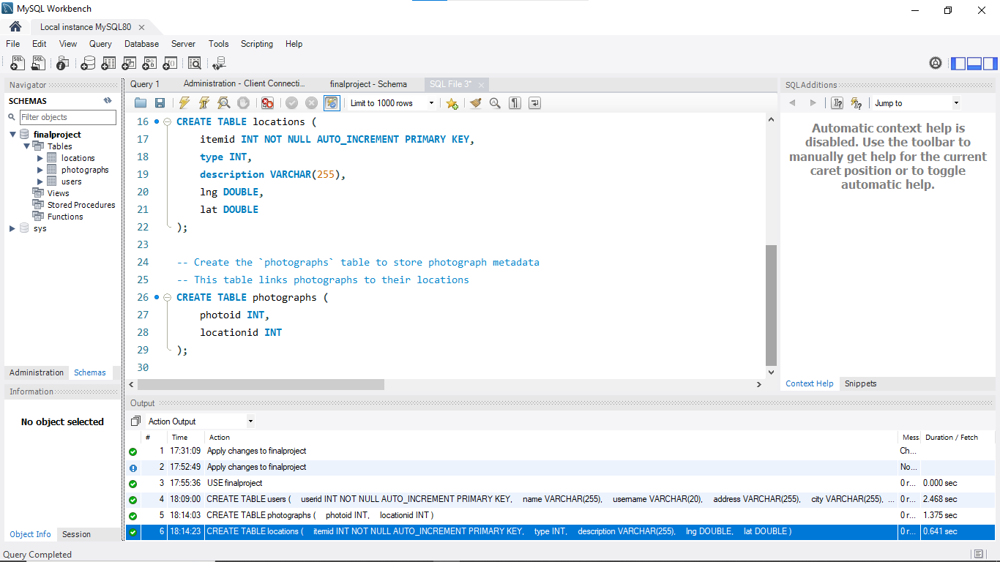 MySQL Workbench
Local instance MySQL80
File Edit View Query Database Server Tools Scripting Help
Navigator
SCHEMAS
Filter objects
finalproject
Tables
locations
photographs
users
Views
Stored Procedures
Functions
sys
Administration Schemas
Information
No object selected
Object Info Session
Query 1 Administration - Client Connecti... finalproject - Schema SQL File 3*
Limit to 1000 rows
16 CREATE TABLE locations (
17 itemid INT NOT NULL AUTO_INCREMENT PRIMARY KEY,
18 type INT,
19 description VARCHAR(255),
20 lng DOUBLE,
21 lat DOUBLE
22 );
23
24 -- Create the `photographs` table to store photograph metadata
25 -- This table links photographs to their locations
26 CREATE TABLE photographs (
27 photoid INT,
28 locationid INT
29 );
30
SQLAdditions
Jump to
Automatic context help is
disabled. Use the toolbar to
manually get help for the current
caret position or to toggle
automatic help.
Context Help Snippets
Output
Action Output
# Time Action Mess Duration / Fetch
1 17:31:09 Apply changes to finalproject Ch...
2 17:52:49 Apply changes to finalproject No...
3 17:55:36 USE finalproject 0 r... 0.000 sec
4 18:09:00 CREATE TABLE users ( userid INT NOT NULL AUTO_INCREMENT PRIMARY KEY, name VARCHAR(255), username VARCHAR(20), address VARCHAR(255), city VARCHAR(255), ... 0 r... 2.468 sec
5 18:14:03 CREATE TABLE photographs ( photoid INT, locationid INT ) 0 r... 1.375 sec
6 18:14:23 CREATE TABLE locations ( itemid INT NOT NULL AUTO_INCREMENT PRIMARY KEY, type INT, description VARCHAR(255), lng DOUBLE, lat DOUBLE ) 0 r... 0.641 sec
Query Completed